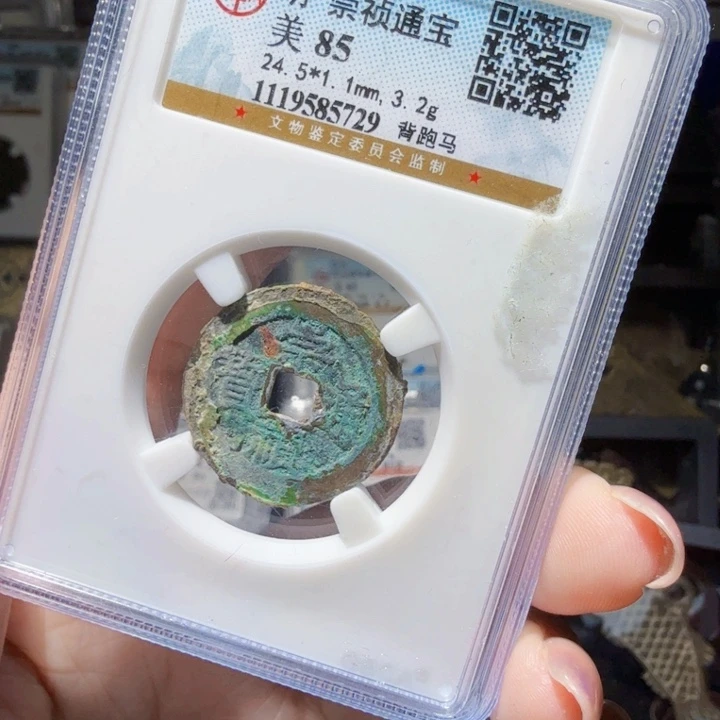 明 崇祯通宝
美 85
24.5*1.1mm, 3.2g
1119585729 背跑马
文物鉴定委员会监制